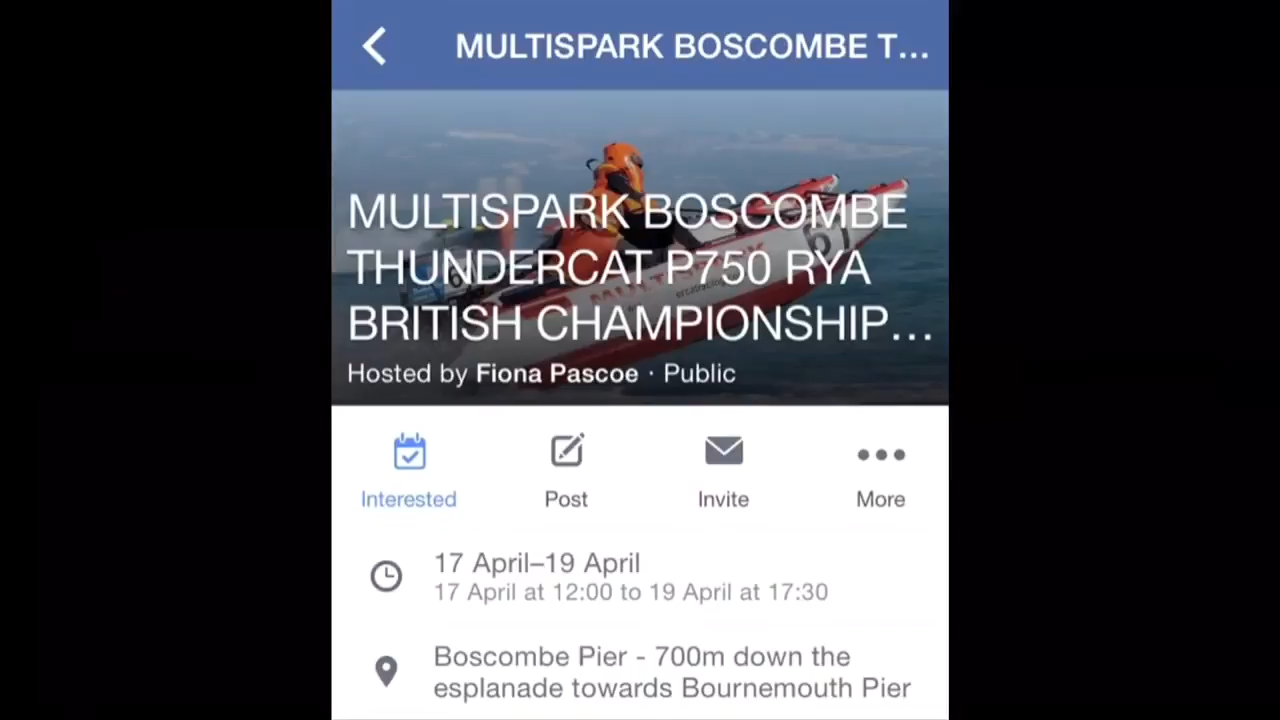 MULTISPARK BOSCOMBE T...
MULTISPARK BOSCOMBE
THUNDERCAT P750 RYA
BRITISH CHAMPIONSHIP...
Hosted by Fiona Pascoe · Public
Interested
Post
Invite
More
17 April–19 April
17 April at 12:00 to 19 April at 17:30
Boscombe Pier - 700m down the
esplanade towards Bournemouth Pier